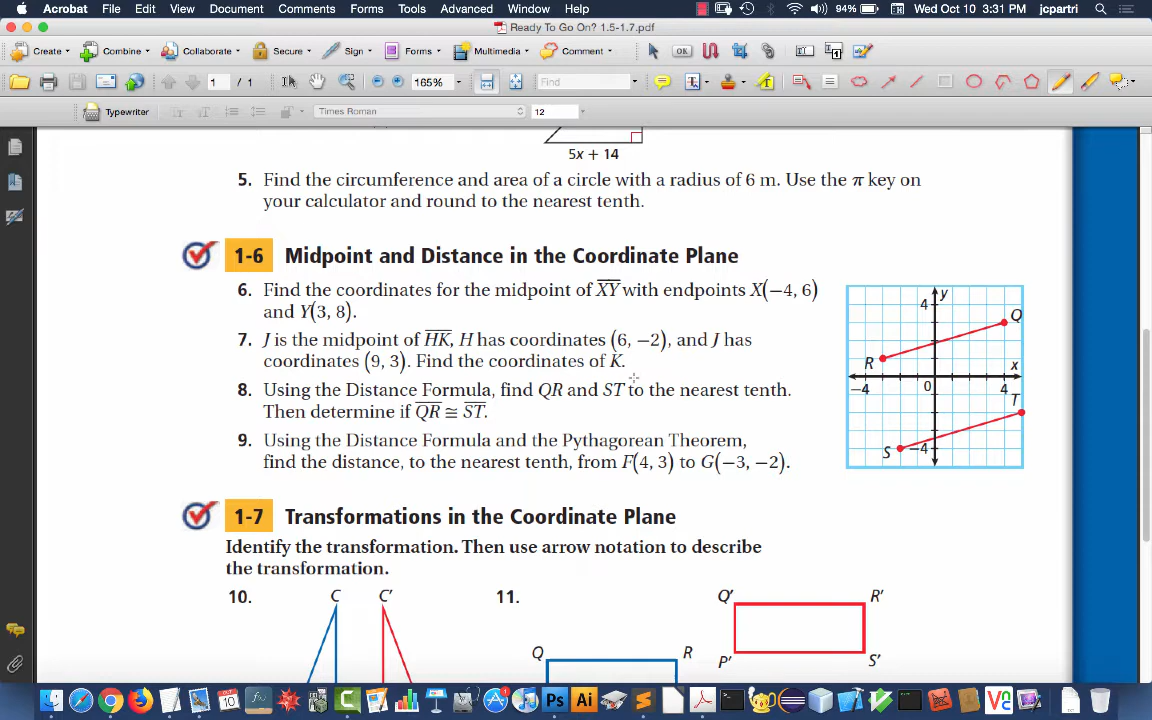 Acrobat File Edit View Document Comments Forms Tools Advanced Window Help 94% Wed Oct 10 3:31 PM jcpartri
Ready To Go On? 1.5-1.7.pdf
Create Combine Collaborate Secure Sign Forms Multimedia Comment
1 / 1 165% Find
Typewriter Times Roman 12
5x + 14
5. Find the circumference and area of a circle with a radius of 6 m. Use the π key on
your calculator and round to the nearest tenth.
1-6 Midpoint and Distance in the Coordinate Plane
6. Find the coordinates for the midpoint of XY with endpoints X(−4, 6)
and Y(3, 8).
7. J is the midpoint of HK, H has coordinates (6, −2), and J has
coordinates (9, 3). Find the coordinates of K.
8. Using the Distance Formula, find QR and ST to the nearest tenth.
Then determine if QR ≅ ST.
9. Using the Distance Formula and the Pythagorean Theorem,
find the distance, to the nearest tenth, from F(4, 3) to G(−3, −2).
4 y
Q
R x
−4 0 4
T
S −4
1-7 Transformations in the Coordinate Plane
Identify the transformation. Then use arrow notation to describe
the transformation.
10. C C′
11. Q′ R′
Q R P′ S′